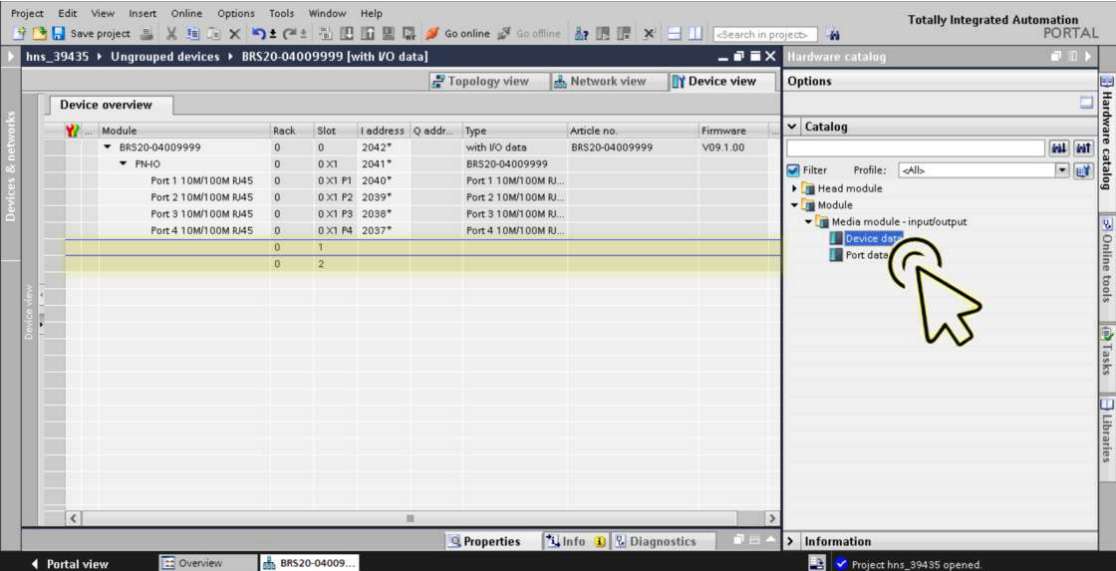 Project Edit View Insert Online Options Tools Window Help
Totally Integrated Automation
PORTAL
Save project Go online Go offline <Search in project>
hns_39435 ▸ Ungrouped devices ▸ BRS20-04009999 [with I/O data]
Hardware catalog
Topology view Network view Device view
Options
Device overview
... Module Rack Slot I address Q addr... Type Article no. Firmware ...
BRS20-04009999 0 0 2042* with I/O data BRS20-04009999 V09.1.00
PN-IO 0 0 X1 2041* BRS20-04009999
Port 1 10M/100M RJ45 0 0 X1 P1 2040* Port 1 10M/100M RJ...
Port 2 10M/100M RJ45 0 0 X1 P2 2039* Port 2 10M/100M RJ...
Port 3 10M/100M RJ45 0 0 X1 P3 2038* Port 3 10M/100M RJ...
Port 4 10M/100M RJ45 0 0 X1 P4 2037* Port 4 10M/100M RJ...
0 1
0 2
Catalog
Filter Profile: <All>
Head module
Module
Media module - input/output
Device data
Port data
Information
Devices & networks
Device view
Hardware catalog
Online tools
Tasks
Libraries
Properties Info Diagnostics
Portal view Overview BRS20-04009... Project hns_39435 opened.